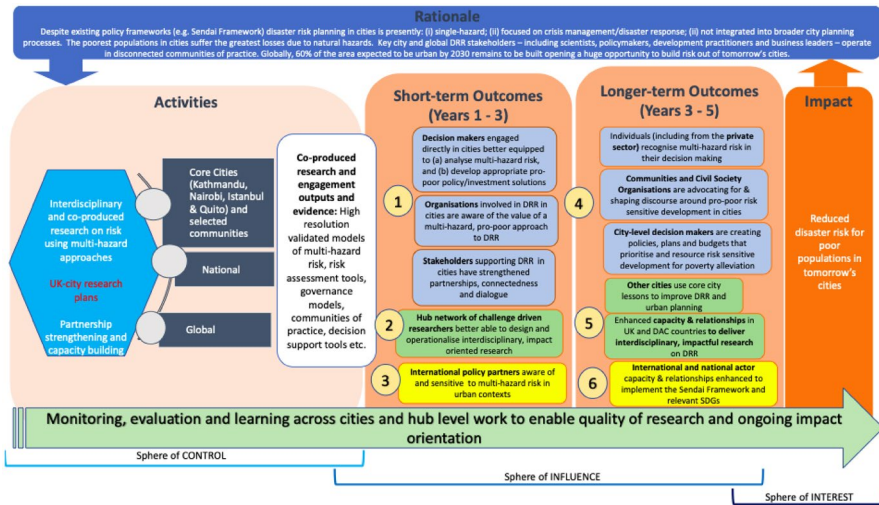 Rationale
Despite existing policy frameworks (e.g. Sendai Framework) disaster risk planning in cities is presently: (i) single-hazard; (ii) focused on crisis management/disaster response; (ii) not integrated into broader city planning
processes. The poorest populations in cities suffer the greatest losses due to natural hazards. Key city and global DRR stakeholders – including scientists, policymakers, development practitioners and business leaders – operate
in disconnected communities of practice. Globally, 60% of the area expected to be urban by 2030 remains to be built opening a huge opportunity to build risk out of tomorrow's cities.
Activities
Interdisciplinary
and co-produced
research on risk
using multi-hazard
approaches
UK-city research
plans
Partnership
strengthening and
capacity building
Core Cities
(Kathmandu,
Nairobi, Istanbul
& Quito) and
selected
communities
National
Global
Co-produced
research and
engagement
outputs and
evidence: High
resolution
validated models
of multi-hazard
risk, risk
assessment tools,
governance
models,
communities of
practice, decision
support tools etc.
Short-term Outcomes
(Years 1 - 3)
1
Decision makers engaged
directly in cities better equipped
to (a) analyse multi-hazard risk,
and (b) develop appropriate pro-
poor policy/investment solutions
Organisations involved in DRR in
cities are aware of the value of a
multi-hazard, pro-poor approach
to DRR
Stakeholders supporting DRR in
cities have strengthened
partnerships, connectedness
and dialogue
2
Hub network of challenge driven
researchers better able to design and
operationalise interdisciplinary, impact
oriented research
3
International policy partners aware of
and sensitive to multi-hazard risk in
urban contexts
Longer-term Outcomes
(Years 3 - 5)
4
Individuals (including from the private
sector) recognise multi-hazard risk in
their decision making
Communities and Civil Society
Organisations are advocating for &
shaping discourse around pro-poor risk
sensitive development in cities
City-level decision makers are creating
policies, plans and budgets that
prioritise and resource risk sensitive
development for poverty alleviation
5
Other cities use core city
lessons to improve DRR and
urban planning
Enhanced capacity & relationships in
UK and DAC countries to deliver
interdisciplinary, impactful research
on DRR
6
International and national actor
capacity & relationships enhanced to
implement the Sendai Framework and
relevant SDGs
Impact
Reduced
disaster risk for
poor
populations in
tomorrow's
cities
Monitoring, evaluation and learning across cities and hub level work to enable quality of research and ongoing impact
orientation
Sphere of CONTROL
Sphere of INFLUENCE
Sphere of INTEREST